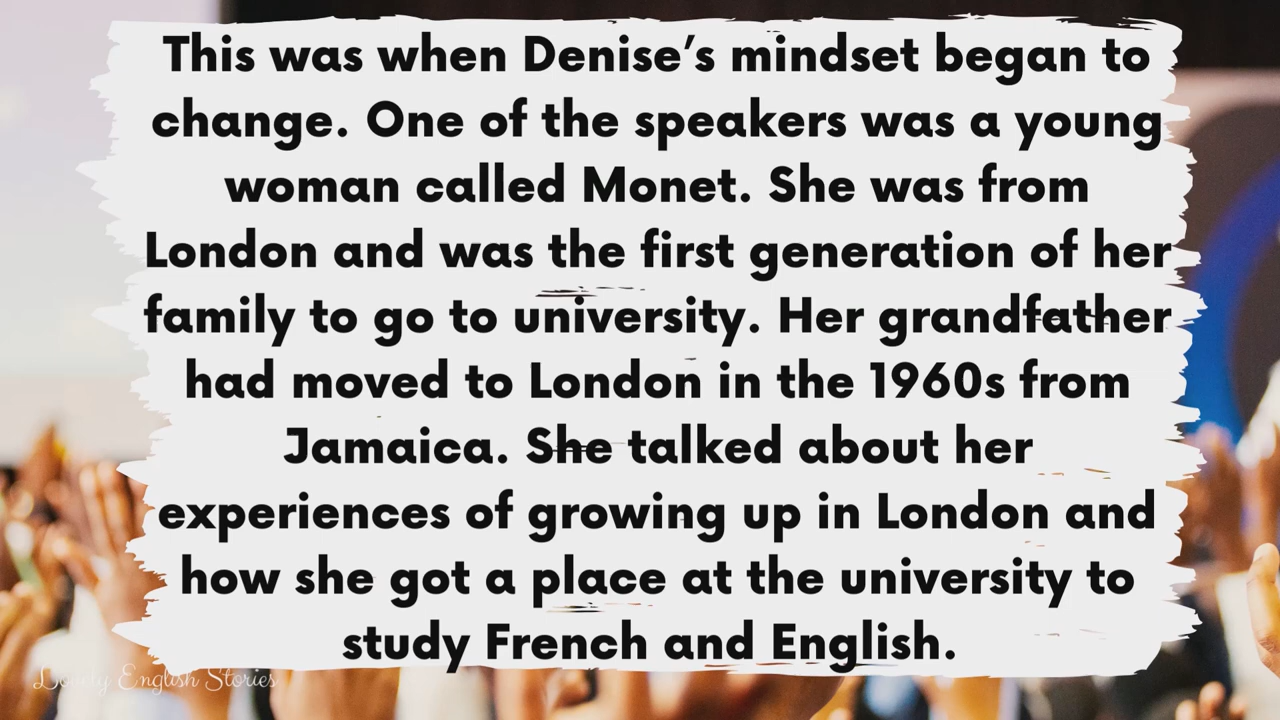 This was when Denise’s mindset began to
change. One of the speakers was a young
woman called Monet. She was from
London and was the first generation of her
family to go to university. Her grandfather
had moved to London in the 1960s from
Jamaica. She talked about her
experiences of growing up in London and
how she got a place at the university to
study French and English.
Lovely English Stories